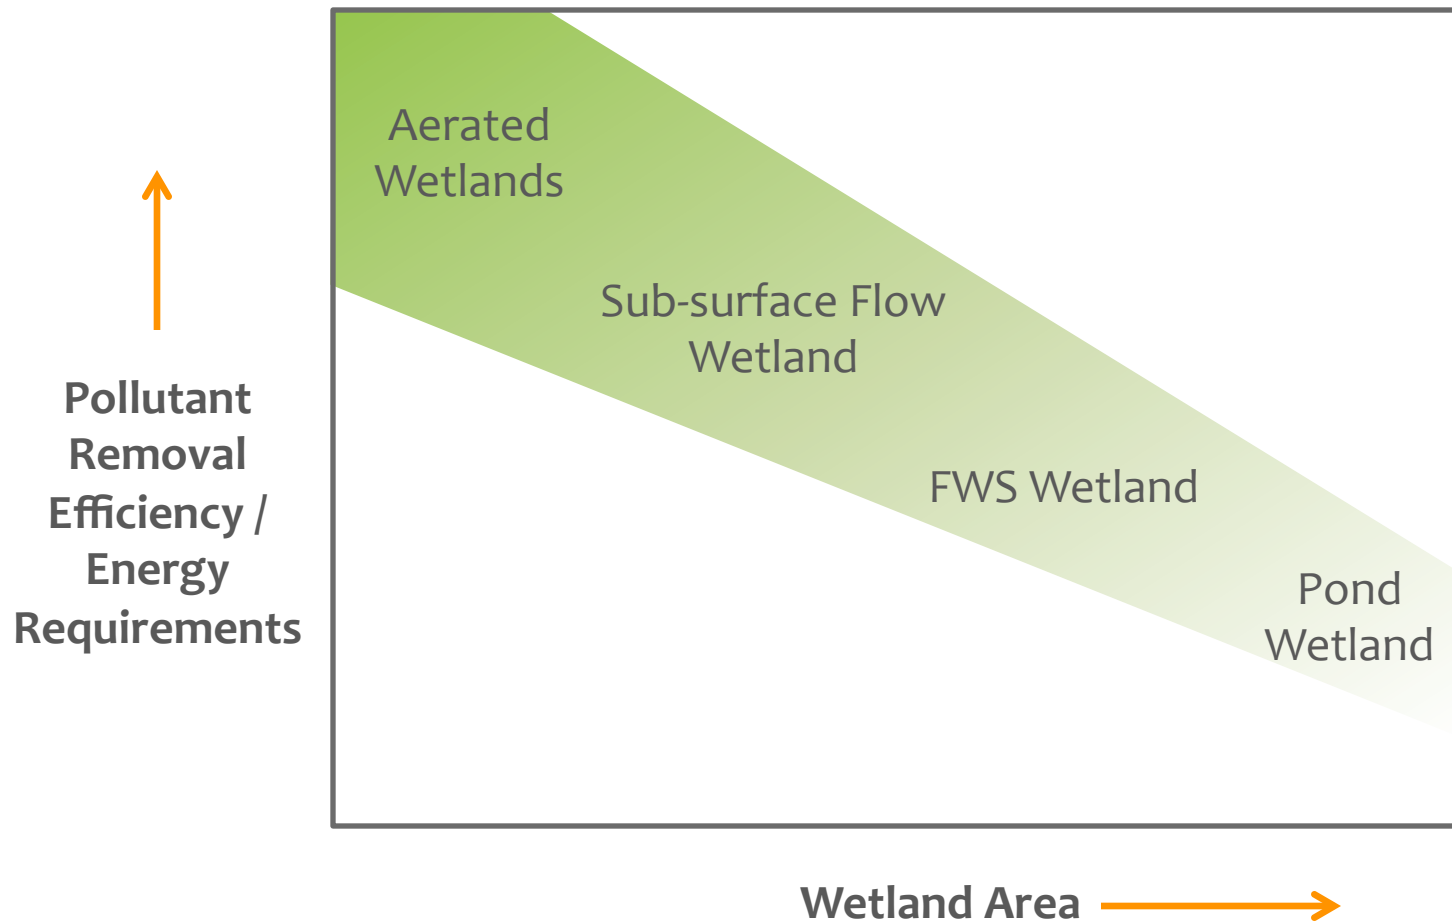 Aerated
Wetlands
Sub-surface Flow
Wetland
Pollutant
Removal
Efficiency /
Energy
Requirements
FWS Wetland
Pond
Wetland
Wetland Area